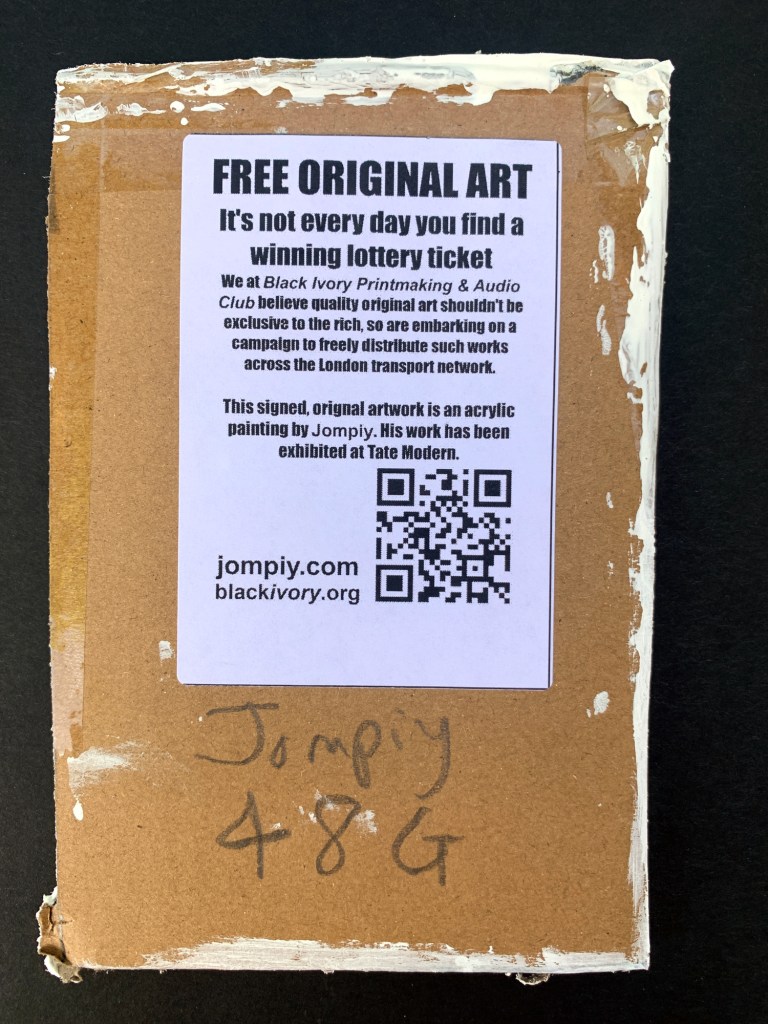 FREE ORIGINAL ART
It's not every day you find a
winning lottery ticket
We at Black Ivory Printmaking & Audio
Club believe quality original art shouldn't be
exclusive to the rich, so are embarking on a
campaign to freely distribute such works
across the London transport network.
This signed, orignal artwork is an acrylic
painting by Jompiy. His work has been
exhibited at Tate Modern.
jompiy.com
blackivory.org
Jompiy
48G